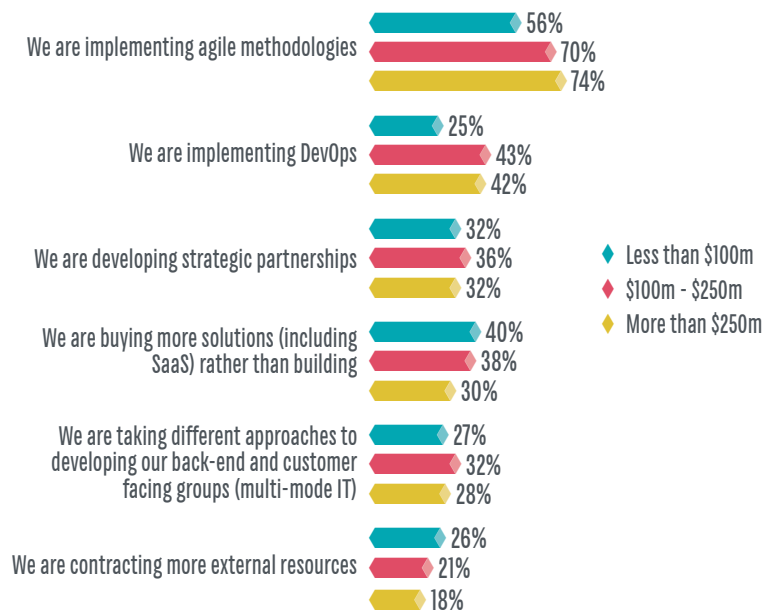 56%
We are implementing agile methodologies
70%
74%
25%
We are implementing DevOps
43%
42%
32%
We are developing strategic partnerships
36%
32%
We are buying more solutions (including
SaaS) rather than building
40%
38%
30%
We are taking different approaches to
developing our back-end and customer
facing groups (multi-mode IT)
27%
32%
28%
26%
We are contracting more external resources
21%
18%
Less than $100m
$100m - $250m
More than $250m